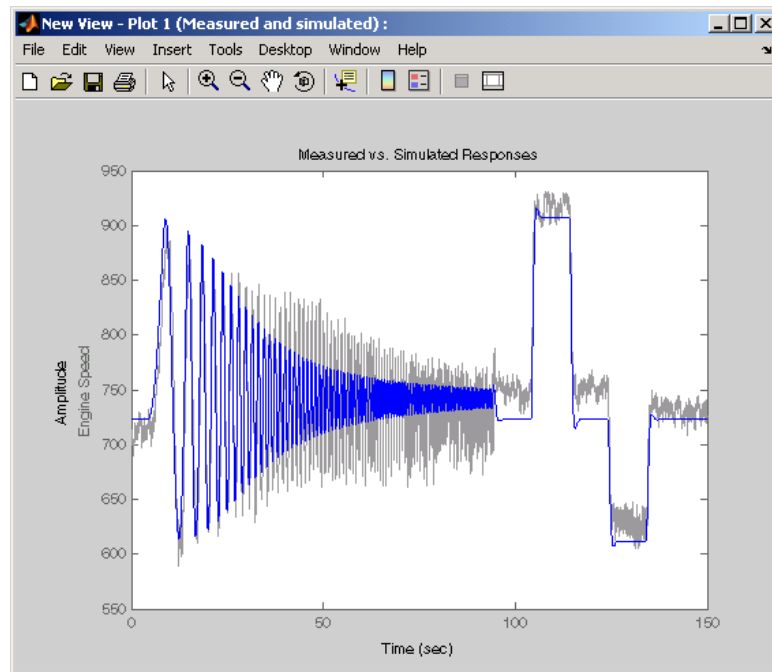 New View - Plot 1 (Measured and simulated) :
File Edit View Insert Tools Desktop Window Help
Measured vs. Simulated Responses
Amplitude
Engine Speed
950
900
850
800
750
700
650
600
550
0 50 100 150
Time (sec)